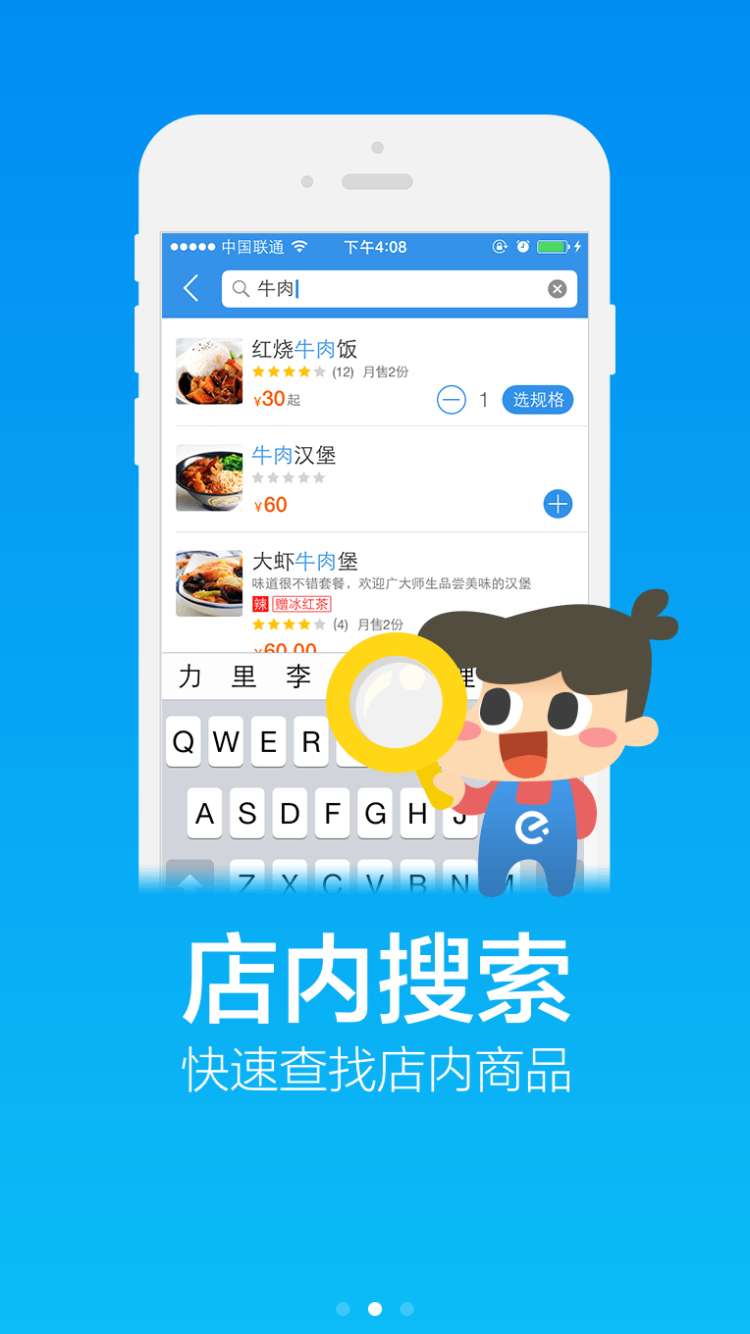 中国联通 下午4:08
牛肉
红烧牛肉饭
(12) 月售2份
¥30起 1 选规格
牛肉汉堡
¥60
大虾牛肉堡
味道很不错套餐，欢迎广大师生品尝美味的汉堡
辣 赠冰红茶
(4) 月售2份
¥60.00
力 里 李
Q W E R
A S D F G H J
Z X C V B N M
店内搜索
快速查找店内商品